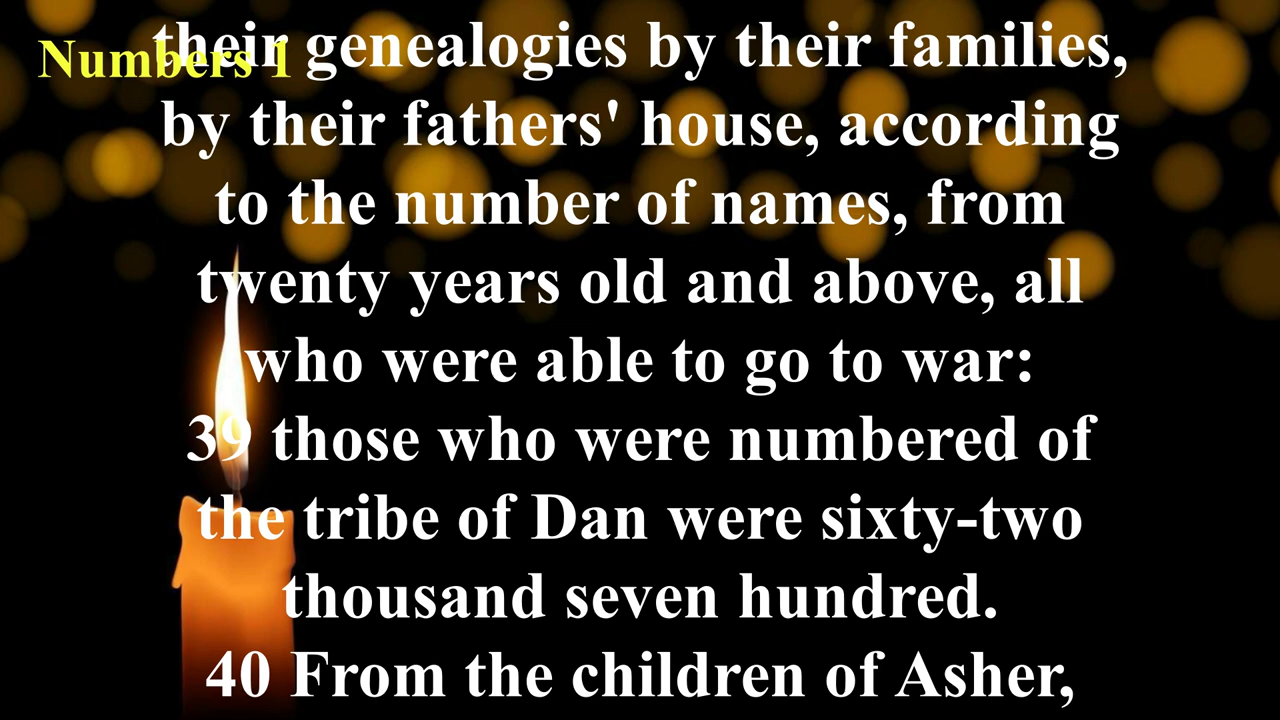 Numbers 1
their genealogies by their families,
by their fathers' house, according
to the number of names, from
twenty years old and above, all
who were able to go to war:
39 those who were numbered of
the tribe of Dan were sixty-two
thousand seven hundred.
40 From the children of Asher,